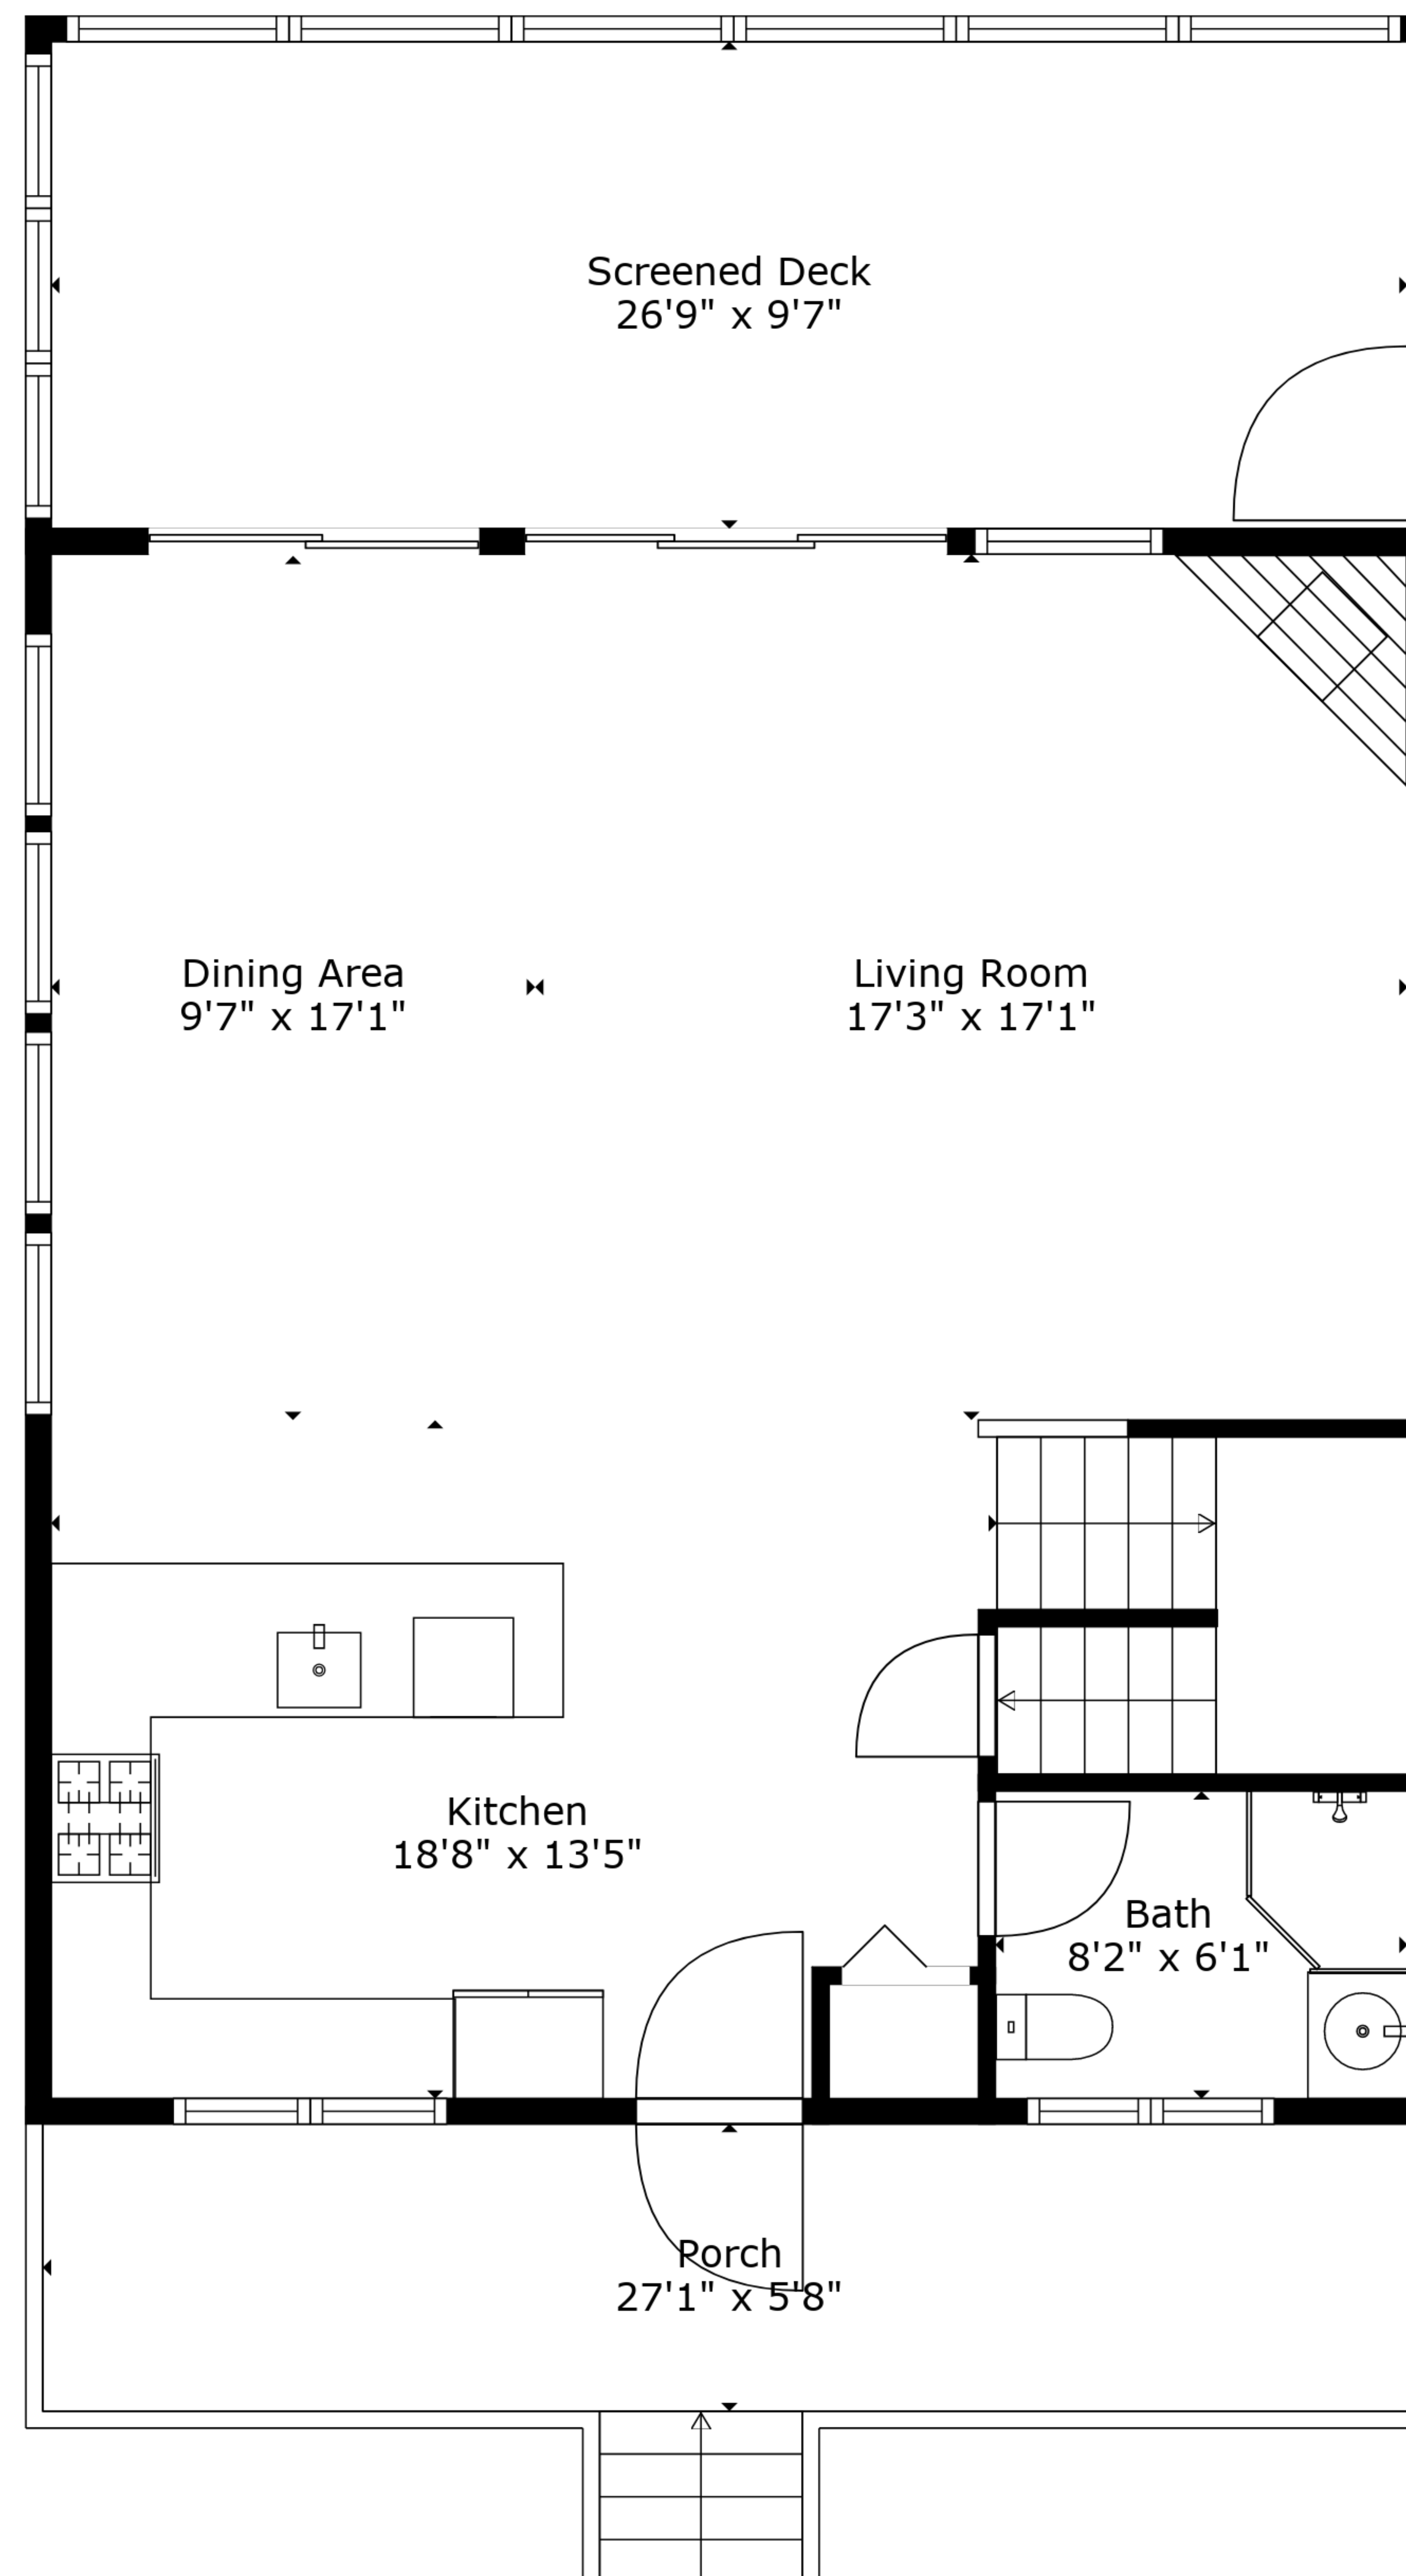 Screened Deck
26'9" x 9'7"
Dining Area
9'7" x 17'1"
Living Room
17'3" x 17'1"
Kitchen
18'8" x 13'5"
Bath
8'2" x 6'1"
Porch
27'1" x 5'8"